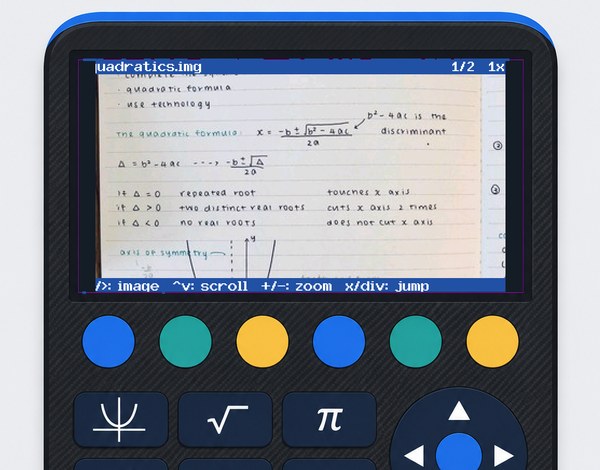 uadratics.img 1/2 1x
· complete the
· quadratic formula
· use technology
b² - 4ac is the
discriminant
The quadratic formula: x = -b ± √b² - 4ac / 2a
Δ = b² - 4ac ---> -b ± √Δ / 2a
if Δ = 0 repeated root touches x axis
if Δ > 0 two distinct real roots cuts x axis 2 times
if Δ < 0 no real roots does not cut x axis
y
axis of symmetry
/>: image ^v: scroll +/-: zoom x/div: jump
√ π